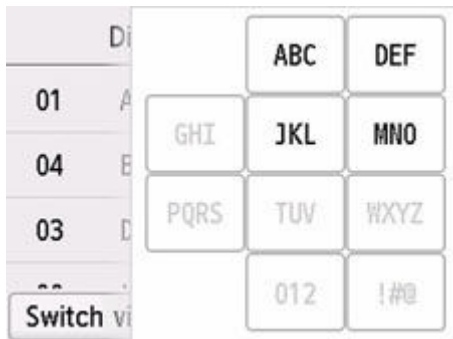 Di
01 A
04 B
03 D
Switch vi
ABC DEF
GHI JKL MNO
PQRS TUV WXYZ
012 !#@